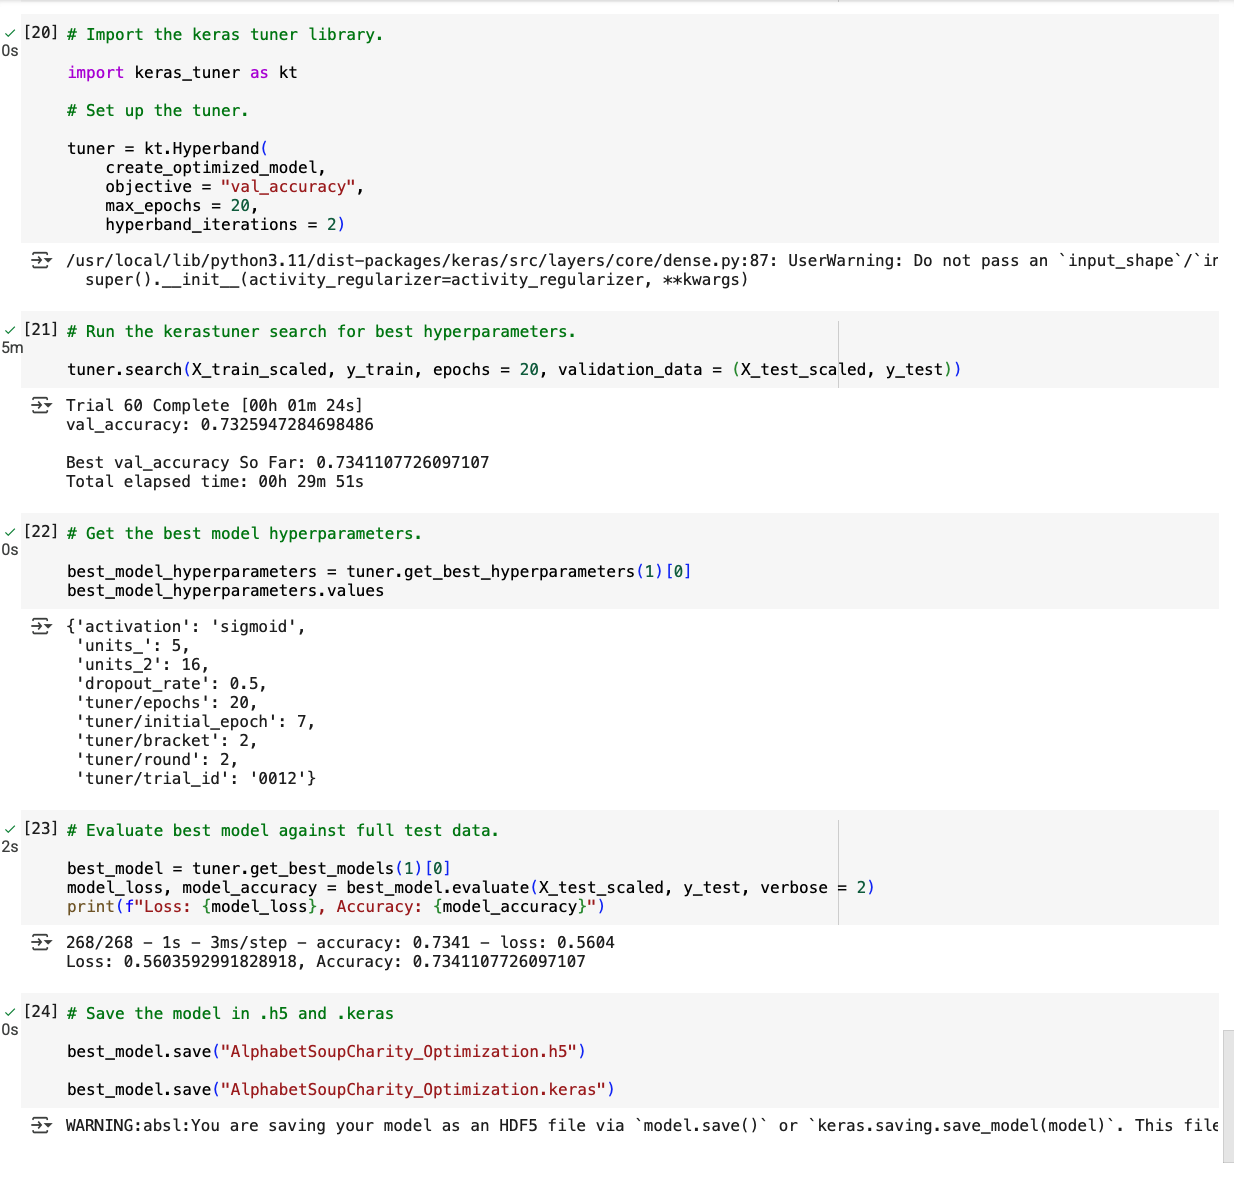 [20] # Import the keras tuner library.
0s
import keras_tuner as kt
# Set up the tuner.
tuner = kt.Hyperband(
    create_optimized_model,
    objective = "val_accuracy",
    max_epochs = 20,
    hyperband_iterations = 2)
/usr/local/lib/python3.11/dist-packages/keras/src/layers/core/dense.py:87: UserWarning: Do not pass an `input_shape`/`in
  super().__init__(activity_regularizer=activity_regularizer, **kwargs)
[21] # Run the kerastuner search for best hyperparameters.
5m
tuner.search(X_train_scaled, y_train, epochs = 20, validation_data = (X_test_scaled, y_test))
Trial 60 Complete [00h 01m 24s]
val_accuracy: 0.7325947284698486
Best val_accuracy So Far: 0.7341107726097107
Total elapsed time: 00h 29m 51s
[22] # Get the best model hyperparameters.
0s
best_model_hyperparameters = tuner.get_best_hyperparameters(1)[0]
best_model_hyperparameters.values
{'activation': 'sigmoid',
 'units_': 5,
 'units_2': 16,
 'dropout_rate': 0.5,
 'tuner/epochs': 20,
 'tuner/initial_epoch': 7,
 'tuner/bracket': 2,
 'tuner/round': 2,
 'tuner/trial_id': '0012'}
[23] # Evaluate best model against full test data.
2s
best_model = tuner.get_best_models(1)[0]
model_loss, model_accuracy = best_model.evaluate(X_test_scaled, y_test, verbose = 2)
print(f"Loss: {model_loss}, Accuracy: {model_accuracy}")
268/268 - 1s - 3ms/step - accuracy: 0.7341 - loss: 0.5604
Loss: 0.5603592991828918, Accuracy: 0.7341107726097107
[24] # Save the model in .h5 and .keras
0s
best_model.save("AlphabetSoupCharity_Optimization.h5")
best_model.save("AlphabetSoupCharity_Optimization.keras")
WARNING:absl:You are saving your model as an HDF5 file via `model.save()` or `keras.saving.save_model(model)`. This file